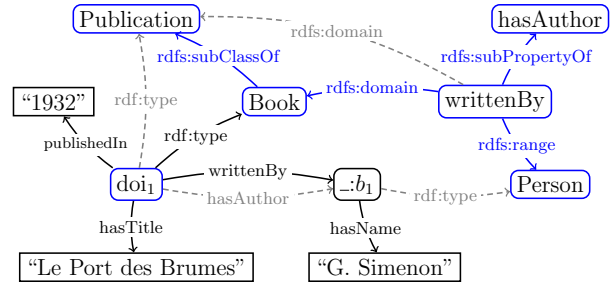 Publication
hasAuthor
rdfs:domain
rdfs:subClassOf
rdfs:subPropertyOf
“1932”
rdf:type
Book
rdfs:domain
writtenBy
publishedIn
rdf:type
rdfs:range
doi1
writtenBy
_:b1
Person
hasAuthor
rdf:type
hasTitle
hasName
“Le Port des Brumes”
“G. Simenon”